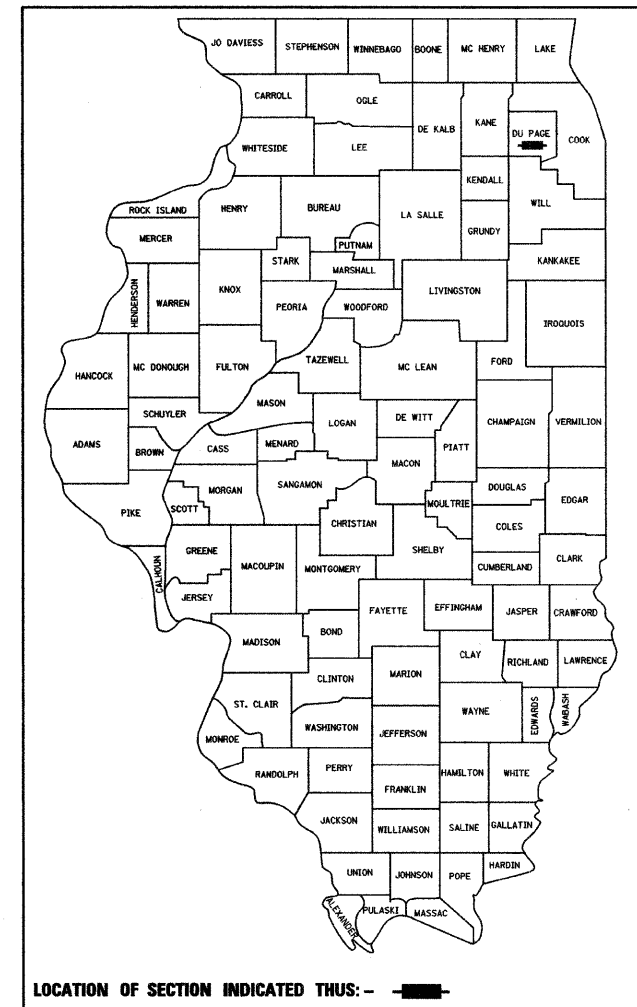 JO DAVIESS STEPHENSON WINNEBAGO BOONE MC HENRY LAKE
CARROLL OGLE DE KALB KANE DU PAGE COOK
WHITESIDE LEE
KENDALL WILL
ROCK ISLAND HENRY BUREAU LA SALLE GRUNDY
MERCER PUTNAM
STARK MARSHALL KANKAKEE
HENDERSON WARREN KNOX PEORIA WOODFORD LIVINGSTON
IROQUOIS
HANCOCK MC DONOUGH FULTON TAZEWELL MC LEAN FORD
SCHUYLER MASON LOGAN DE WITT CHAMPAIGN VERMILION
ADAMS BROWN CASS MENARD MACON PIATT
PIKE SCOTT MORGAN SANGAMON CHRISTIAN MOULTRIE DOUGLAS EDGAR
COLES
CALHOUN GREENE MACOUPIN MONTGOMERY SHELBY CUMBERLAND CLARK
JERSEY FAYETTE EFFINGHAM JASPER CRAWFORD
MADISON BOND
CLAY RICHLAND LAWRENCE
CLINTON MARION
ST. CLAIR WAYNE EDWARDS WABASH
MONROE WASHINGTON JEFFERSON
RANDOLPH PERRY HAMILTON WHITE
FRANKLIN
JACKSON WILLIAMSON SALINE GALLATIN
UNION JOHNSON POPE HARDIN
ALEXANDER PULASKI MASSAC
LOCATION OF SECTION INDICATED THUS: –